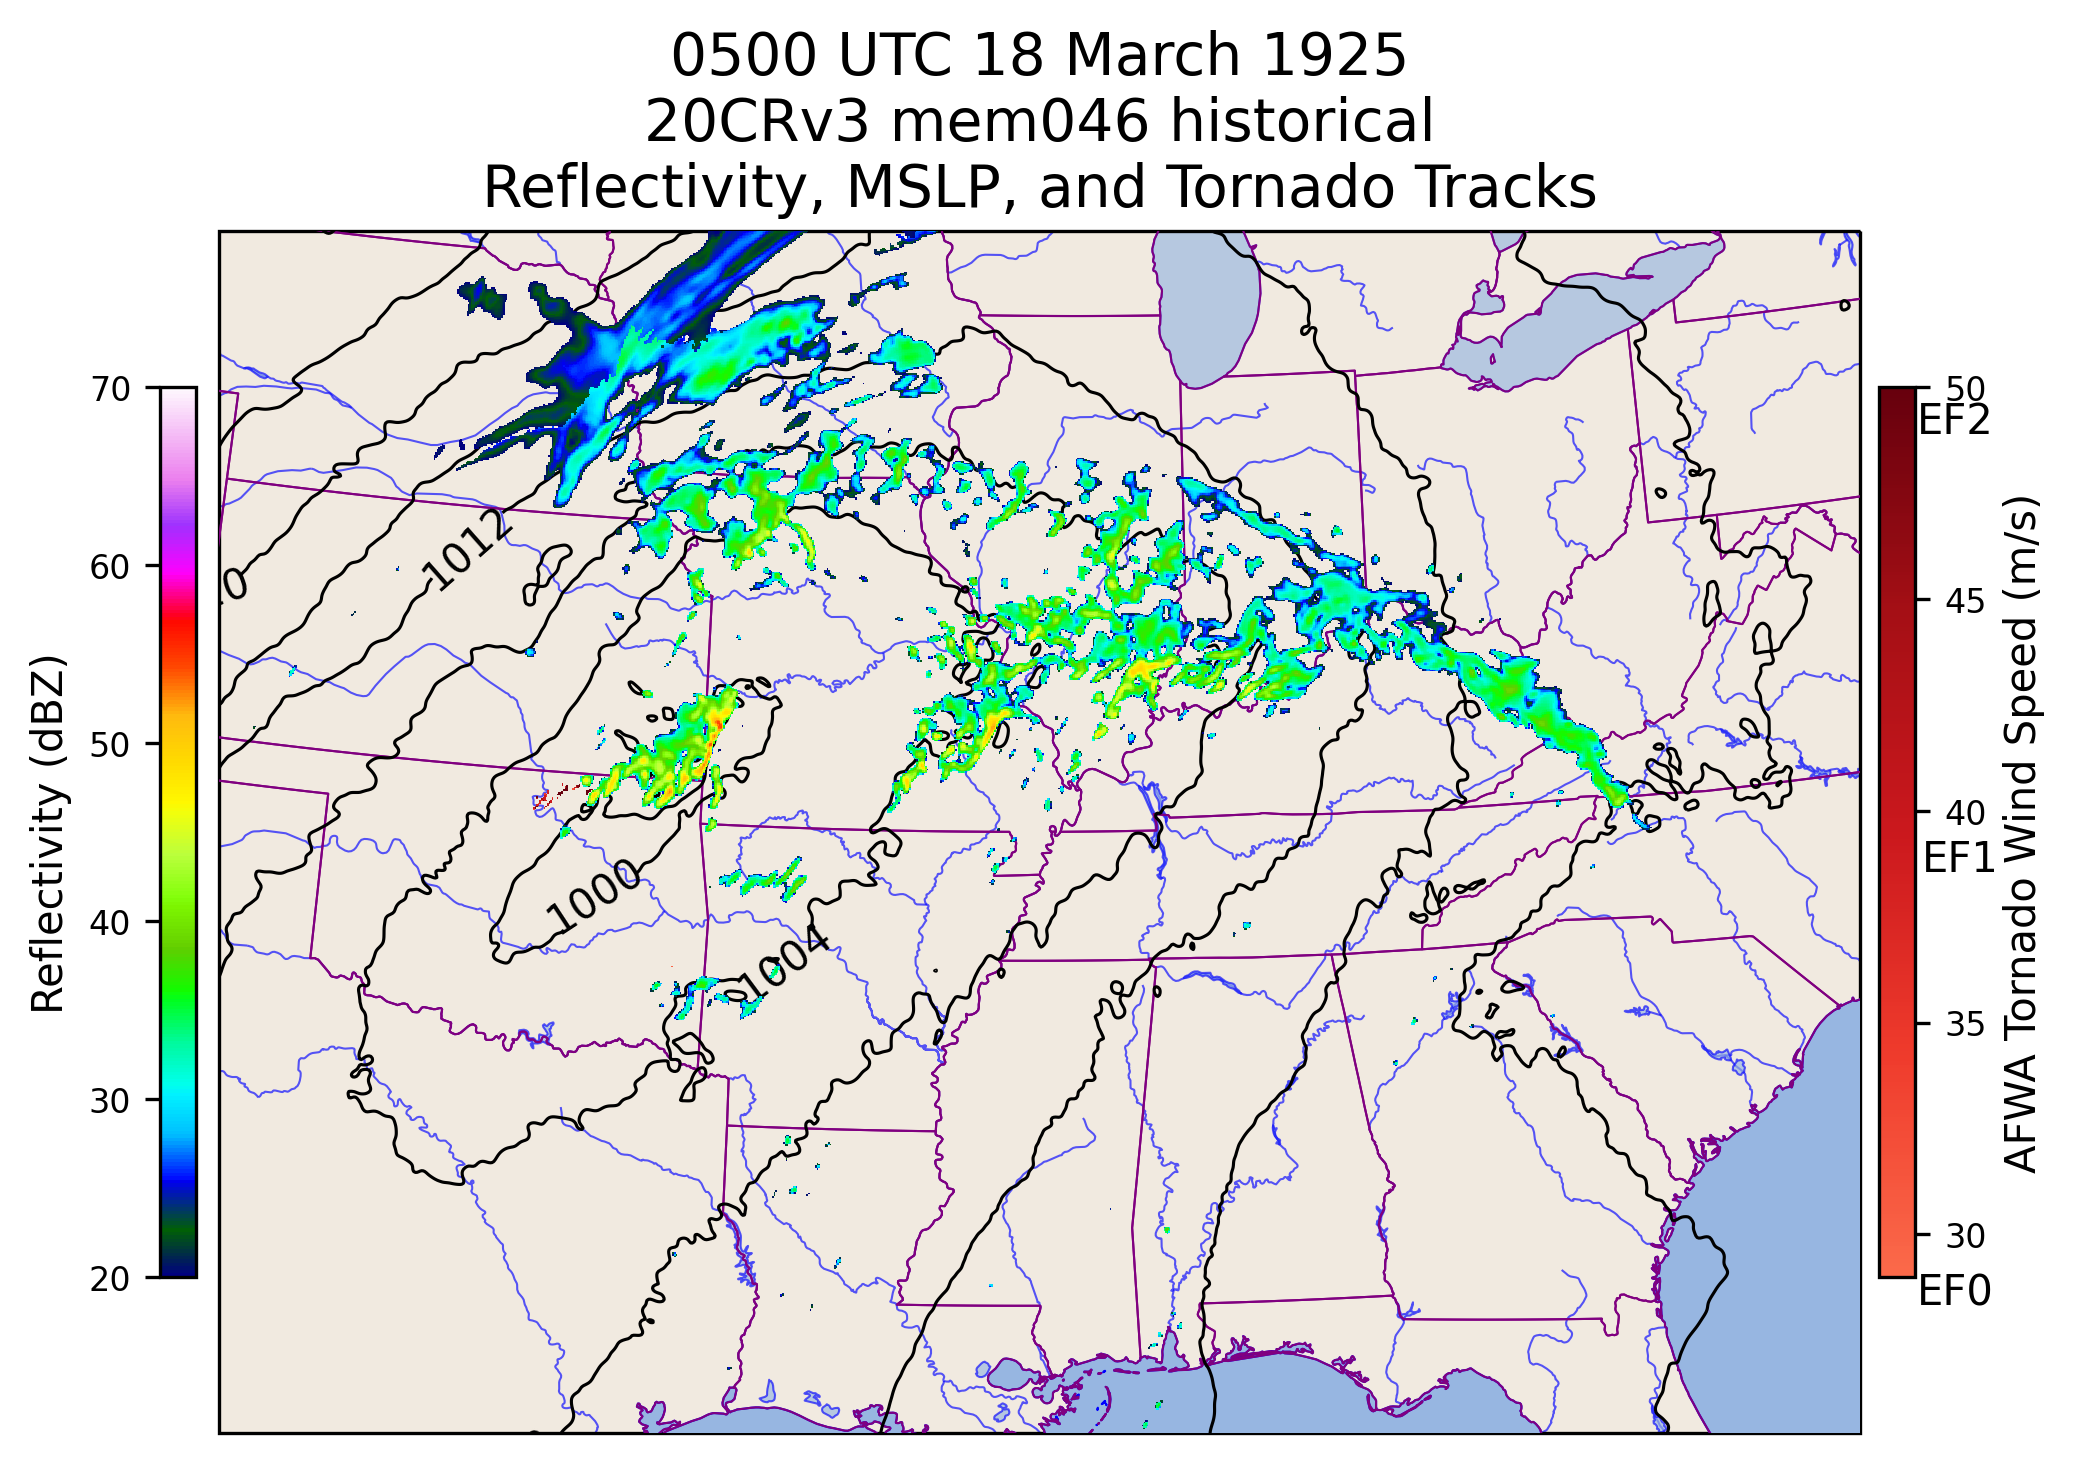 0500 UTC 18 March 1925
20CRv3 mem046 historical
Reflectivity, MSLP, and Tornado Tracks
Reflectivity (dBZ)
70
60
50
40
30
20
1012
0
1000
1004
50
EF2
45
40
EF1
35
30
EF0
AFWA Tornado Wind Speed (m/s)